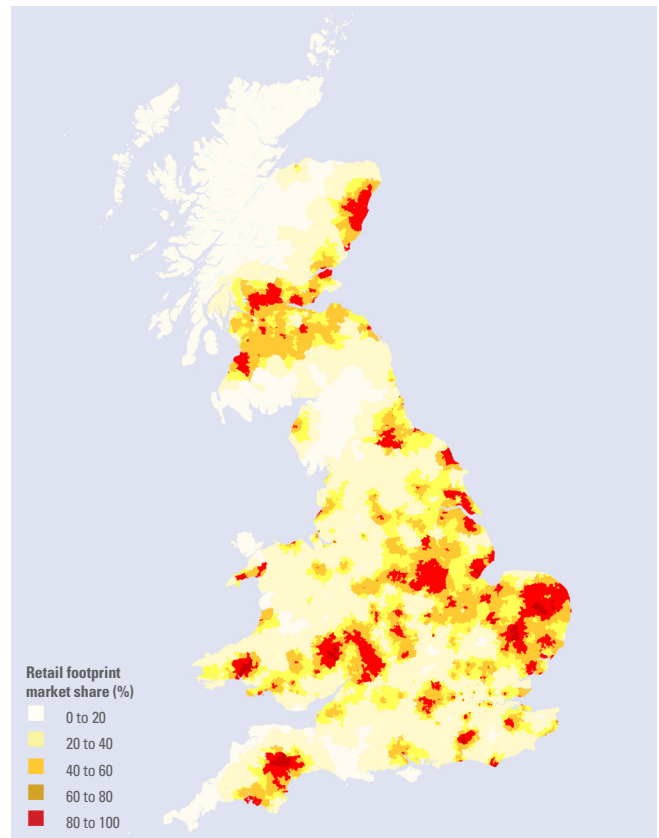 Retail footprint
market share (%)
0 to 20
20 to 40
40 to 60
60 to 80
80 to 100